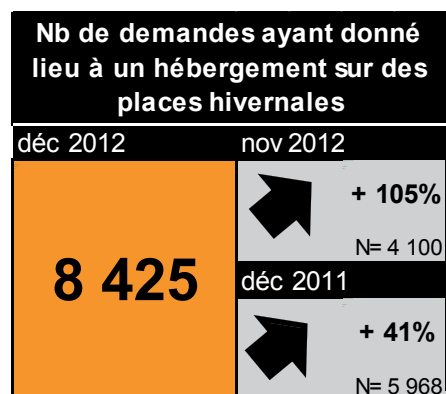 Nb de demandes ayant donné
lieu à un hébergement sur des
places hivernales
déc 2012
nov 2012
8 425
+ 105%
N= 4 100
déc 2011
+ 41%
N= 5 968